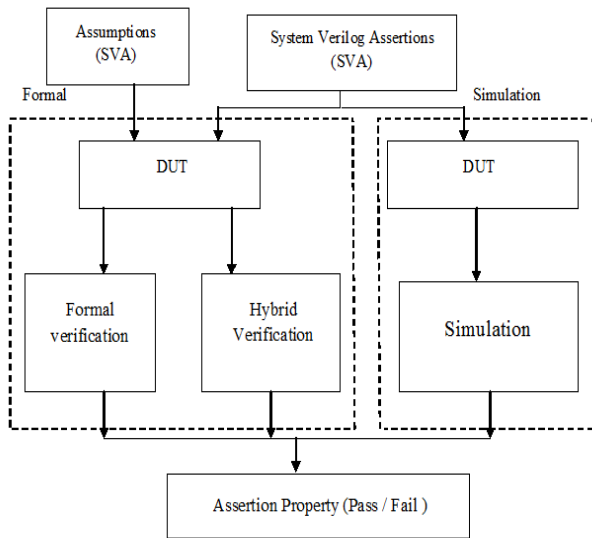 Assumptions
(SVA)
System Verilog Assertions
(SVA)
Formal
Simulation
DUT
DUT
Formal
verification
Hybrid
Verification
Simulation
Assertion Property (Pass / Fail )